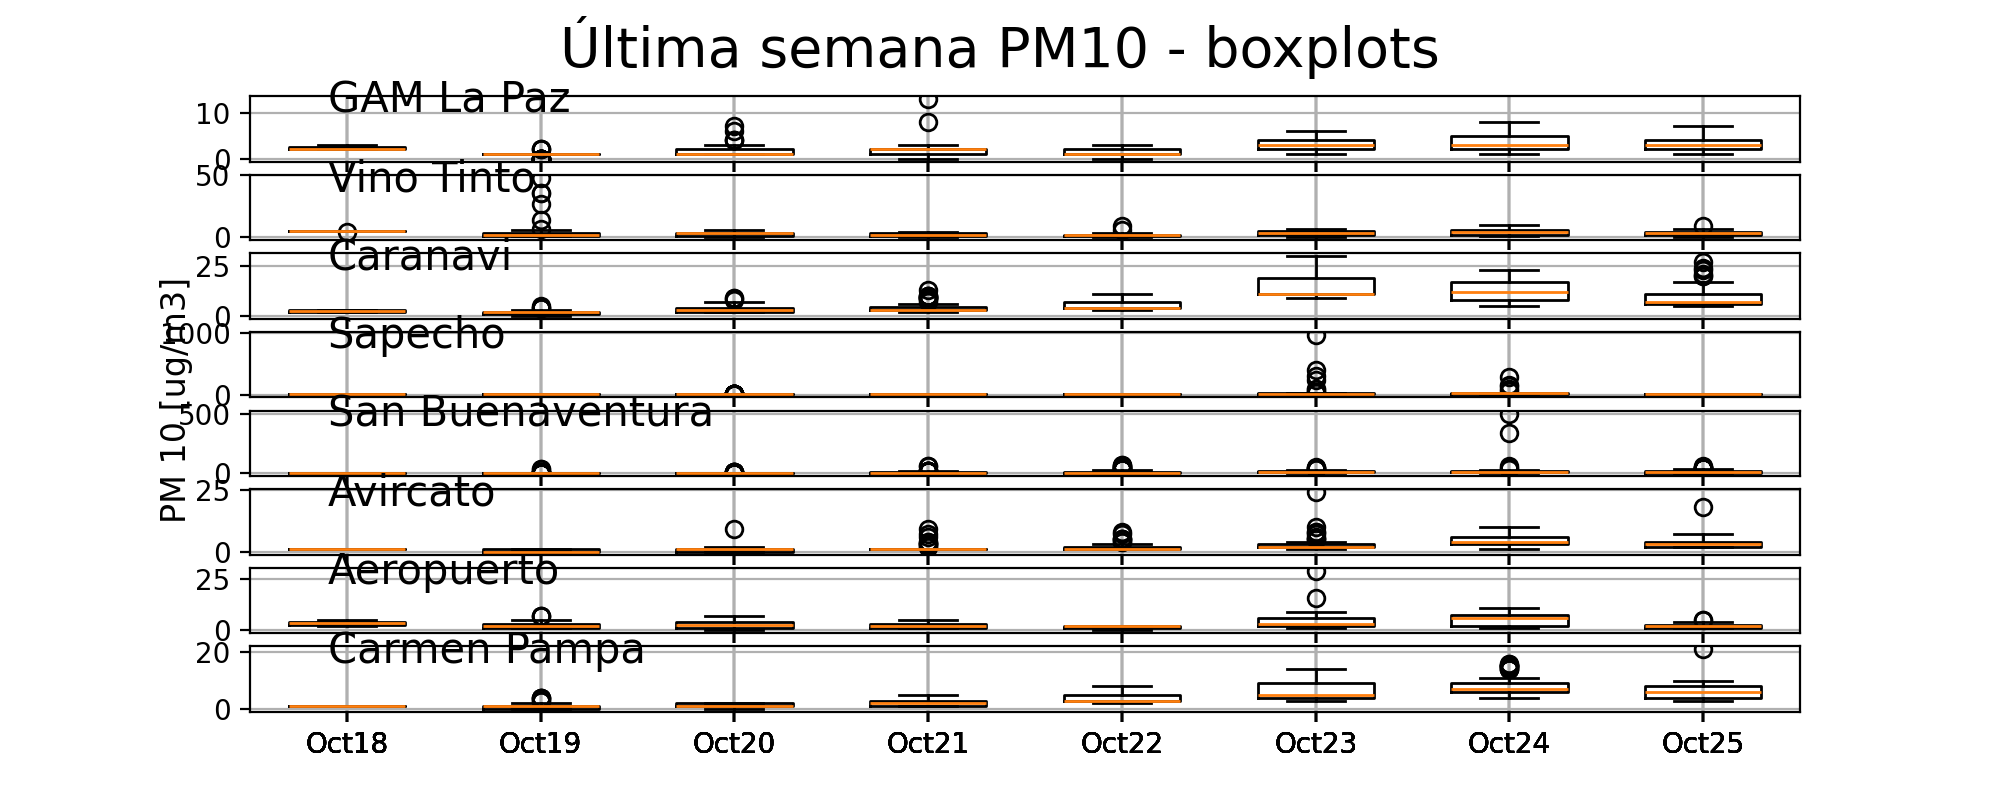 Última semana PM10 - boxplots
GAM La Paz
10
0
Vino Tinto
50
0
Caranavi
25
0
PM 10 [ug/m3]
Sapecho
1000
0
San Buenaventura
500
0
Avircato
25
0
Aeropuerto
25
0
Carmen Pampa
20
0
Oct18 Oct19 Oct20 Oct21 Oct22 Oct23 Oct24 Oct25